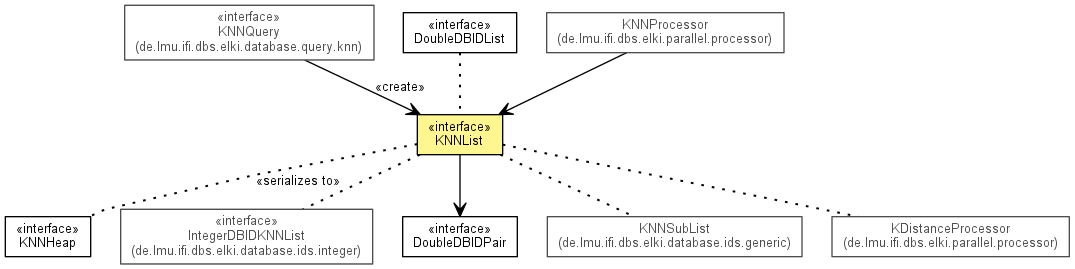 «interface»
KNNQuery
(de.lmu.ifi.dbs.elki.database.query.knn)
«interface»
DoubleDBIDList
KNNProcessor
(de.lmu.ifi.dbs.elki.parallel.processor)
«create»
«interface»
KNNList
«serializes to»
«interface»
KNNHeap
«interface»
IntegerDBIDKNNList
(de.lmu.ifi.dbs.elki.database.ids.integer)
«interface»
DoubleDBIDPair
KNNSubList
(de.lmu.ifi.dbs.elki.database.ids.generic)
KDistanceProcessor
(de.lmu.ifi.dbs.elki.parallel.processor)